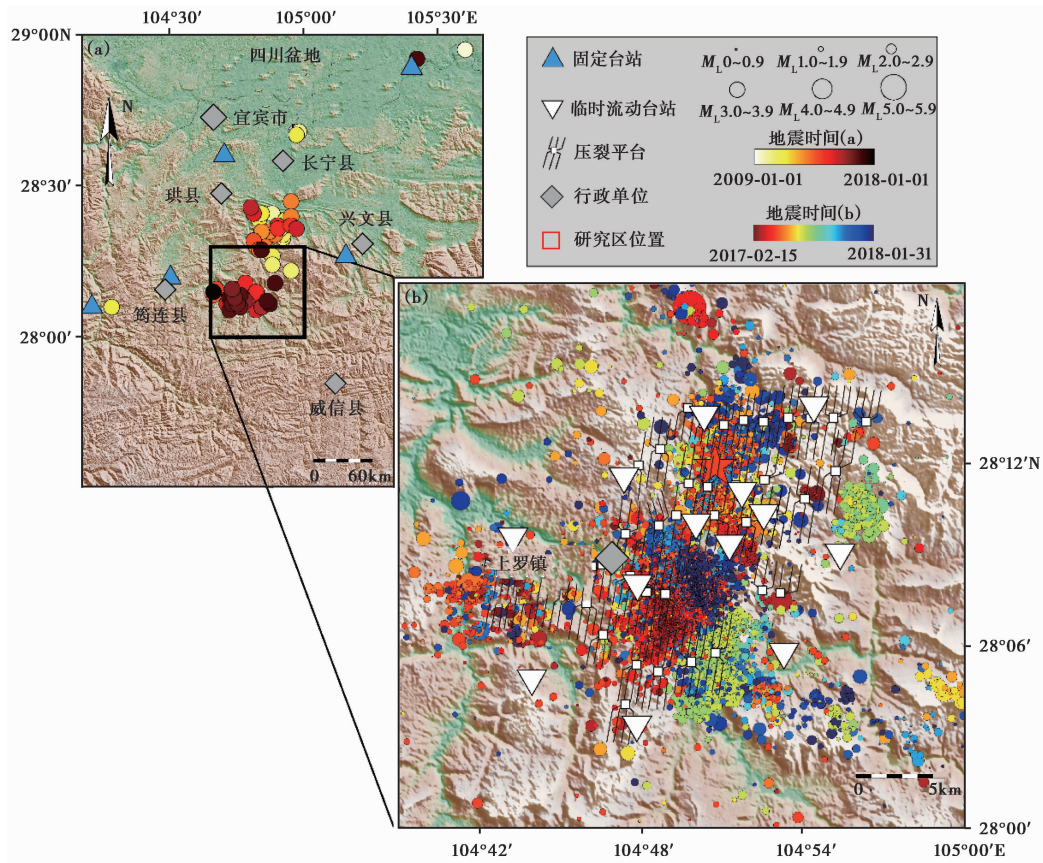 104°30′ 105°00′ 105°30′E
29°00′N
28°30′
28°00′
(a)
四川盆地
N
宜宾市
长宁县
珙县
兴文县
筠连县
威信县
0 60km
固定台站
临时流动台站
压裂平台
行政单位
研究区位置
ML0~0.9 ML1.0~1.9 ML2.0~2.9
ML3.0~3.9 ML4.0~4.9 ML5.0~5.9
地震时间(a)
2009-01-01 2018-01-01
地震时间(b)
2017-02-15 2018-01-31
(b)
N
上罗镇
28°12′N
28°06′
28°00′
0 5km
104°42′ 104°48′ 104°54′ 105°00′E